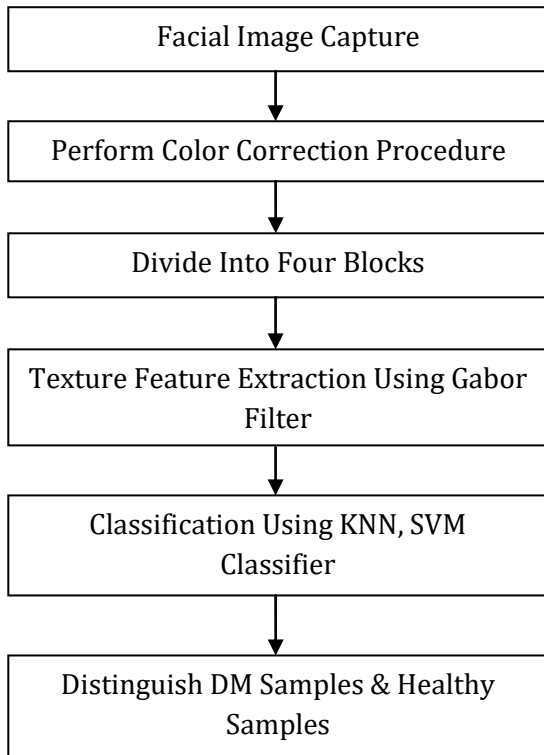 Facial Image Capture
Perform Color Correction Procedure
Divide Into Four Blocks
Texture Feature Extraction Using Gabor
Filter
Classification Using KNN, SVM
Classifier
Distinguish DM Samples & Healthy
Samples